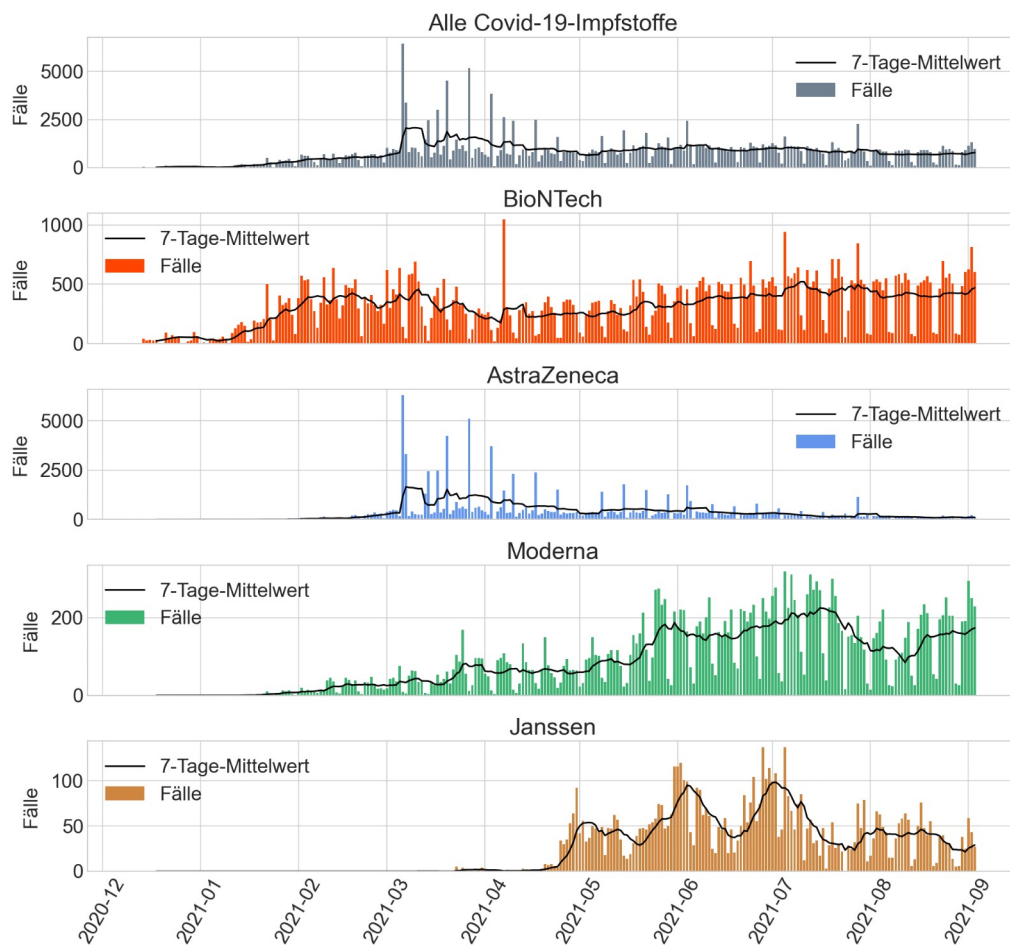 Alle Covid-19-Impfstoffe
Fälle
5000
2500
0
7-Tage-Mittelwert
Fälle
BioNTech
Fälle
1000
500
0
7-Tage-Mittelwert
Fälle
AstraZeneca
Fälle
5000
2500
0
7-Tage-Mittelwert
Fälle
Moderna
Fälle
200
0
7-Tage-Mittelwert
Fälle
Janssen
Fälle
100
50
0
7-Tage-Mittelwert
Fälle
2020-12
2021-01
2021-02
2021-03
2021-04
2021-05
2021-06
2021-07
2021-08
2021-09